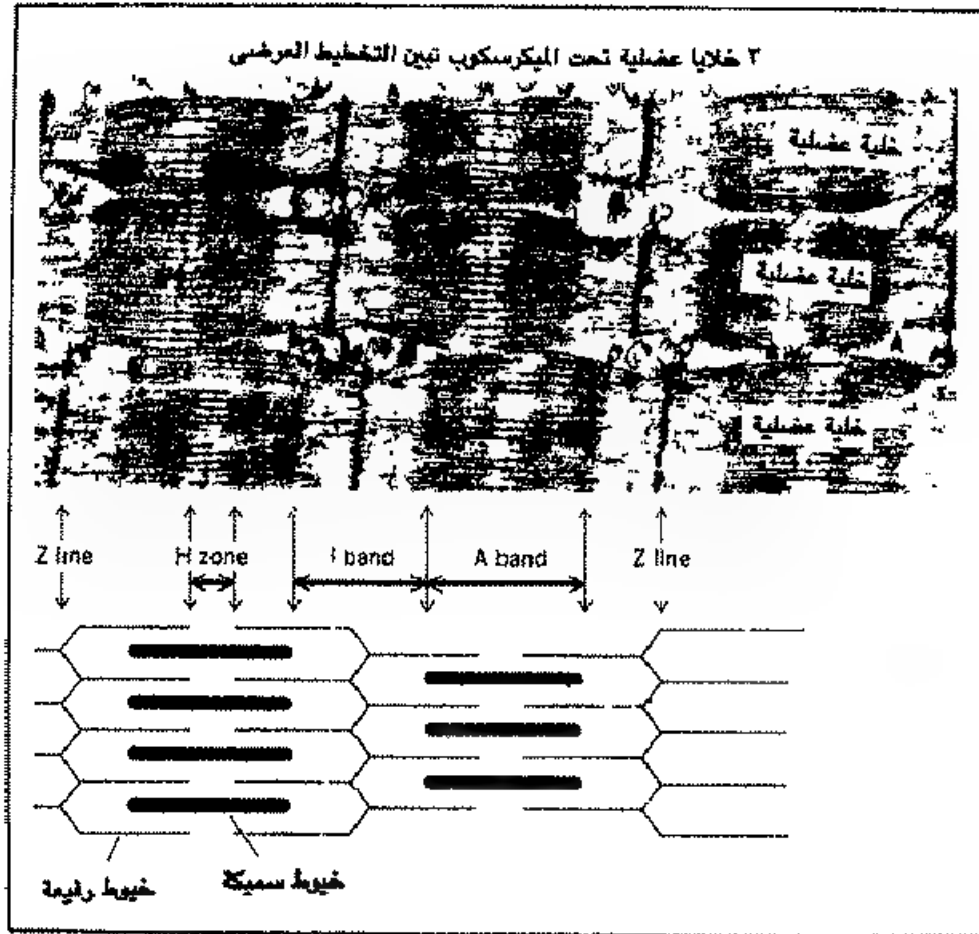 ٣ خلايا عضلية تحت الميكرسكوب تبين التخطيط العرضى
خلية عضلية
خلية عضلية
خلية عضلية
Z line H zone I band A band Z line
خيوط رفيعة خيوط سميكة